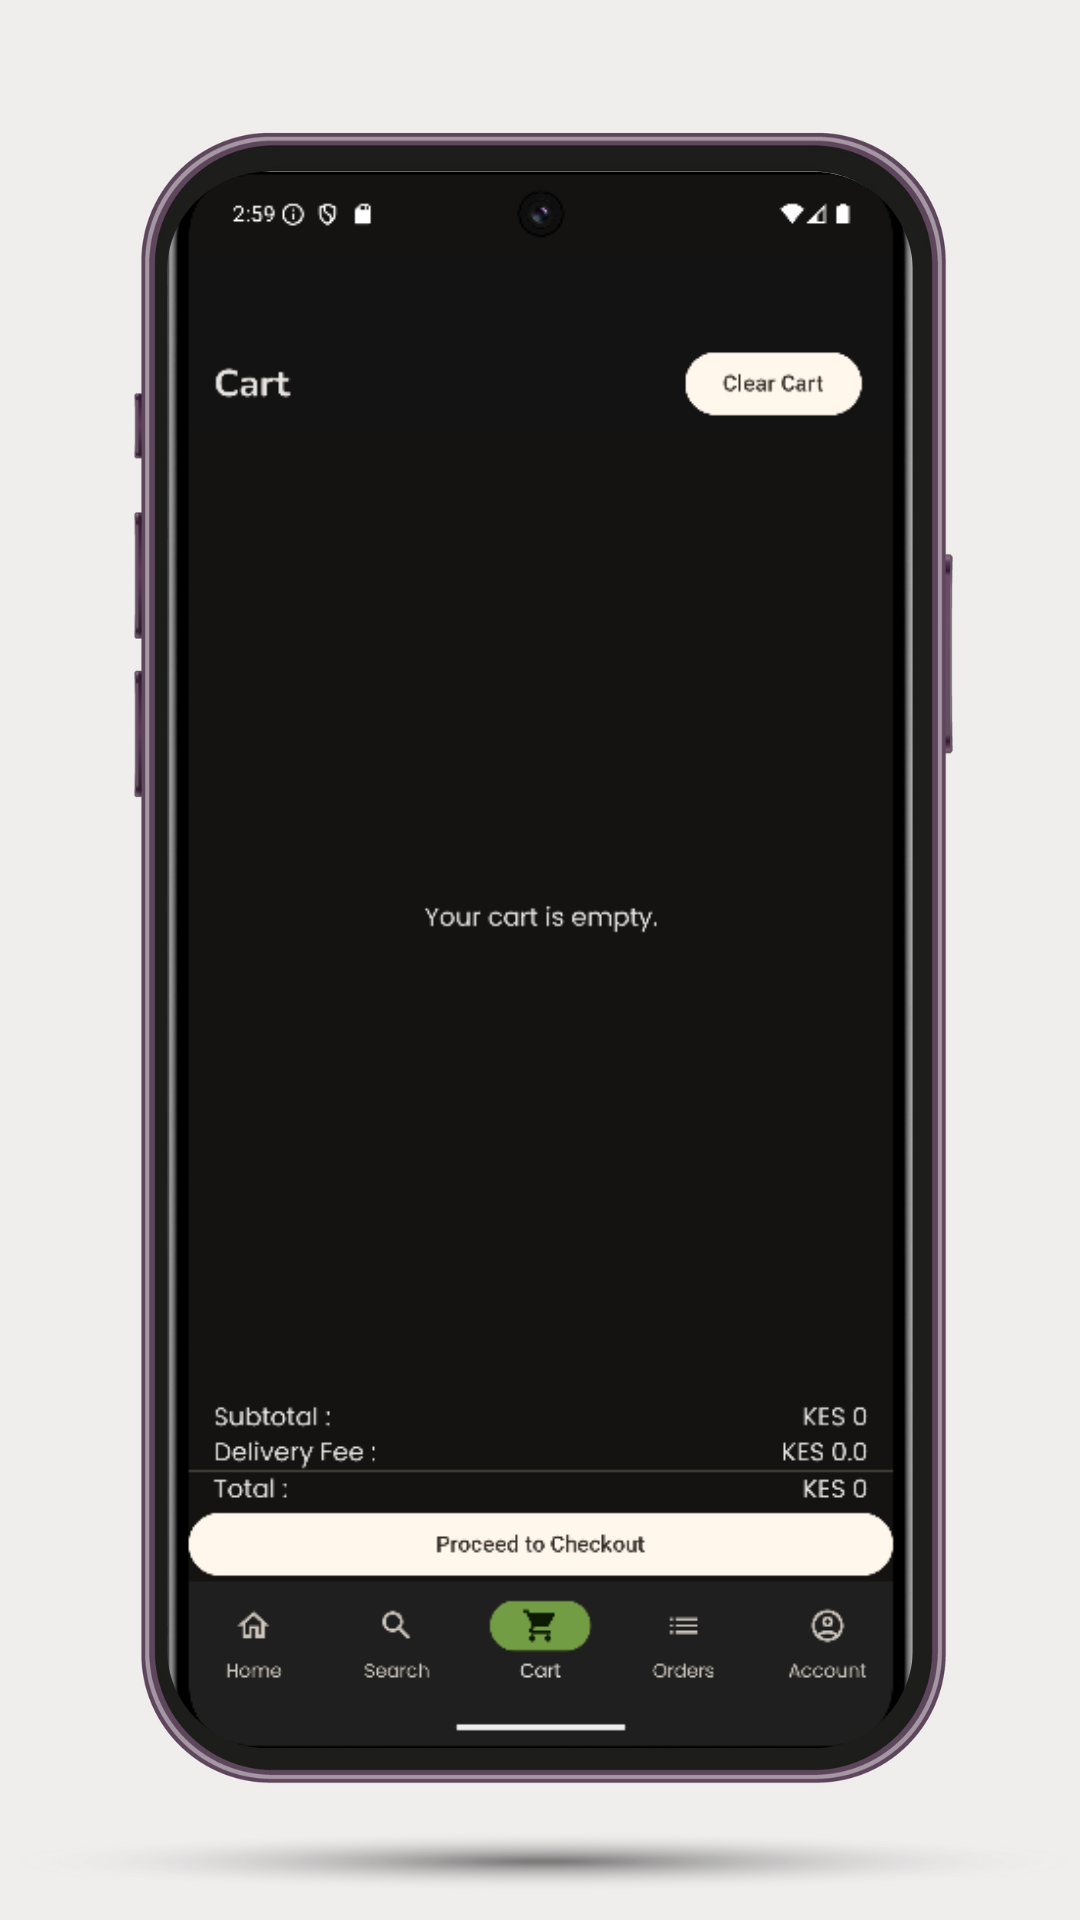 2:59
Cart Clear Cart
Your cart is empty.
Subtotal : KES 0
Delivery Fee : KES 0.0
Total : KES 0
Proceed to Checkout
Home Search Cart Orders Account